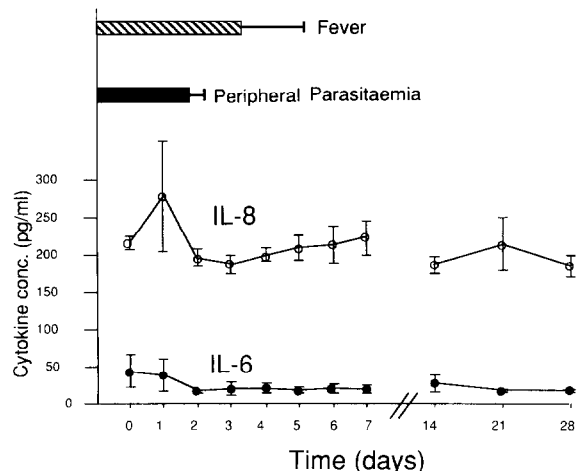 Fever
Peripheral Parasitaemia
Cytokine conc. (pg/ml)
300
250
200
150
100
50
0
IL-8
IL-6
0 1 2 3 4 5 6 7 14 21 28
Time (days)